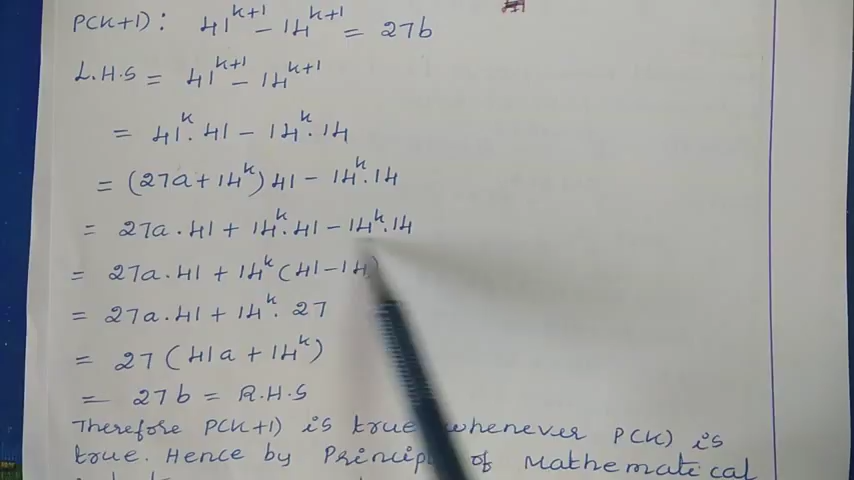 P(k+1) : 41^{k+1} - 14^{k+1} = 27b
L.H.S = 41^{k+1} - 14^{k+1}
= 41^k . 41 - 14^k . 14
= (27a + 14^k) 41 - 14^k . 14
= 27a . 41 + 14^k . 41 - 14^k . 14
= 27a . 41 + 14^k (41 - 14)
= 27a . 41 + 14^k . 27
= 27 (41a + 14^k)
= 27b = R.H.S
Therefore P(k+1) is true whenever P(k) is
true. Hence by of Mathematical